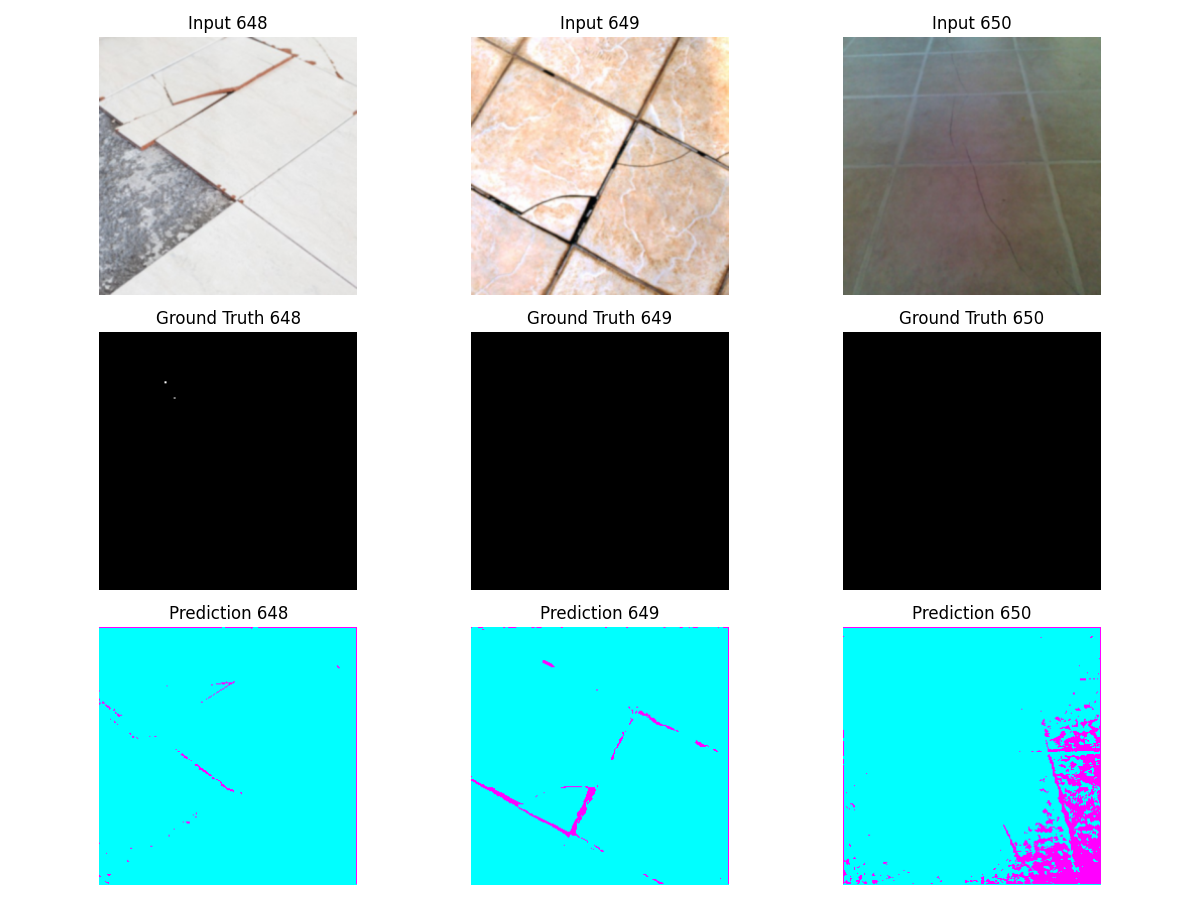 Input 648
Input 649
Input 650
Ground Truth 648
Ground Truth 649
Ground Truth 650
Prediction 648
Prediction 649
Prediction 650